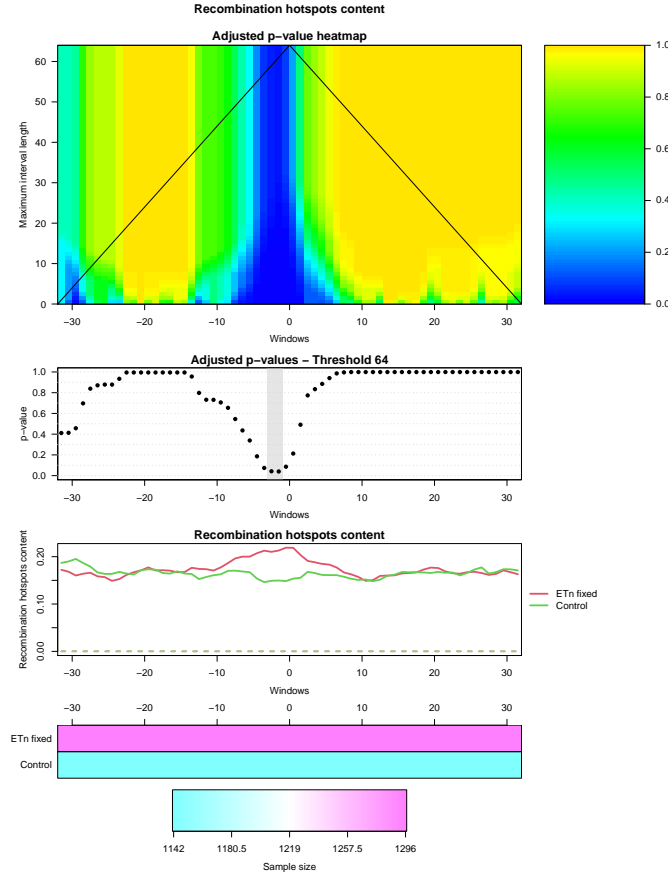 Recombination hotspots content
Adjusted p−value heatmap
Maximum interval length
60
50
40
30
20
10
0
−30 −20 −10 0 10 20 30
Windows
1.0
0.8
0.6
0.4
0.2
0.0
Adjusted p−values − Threshold 64
p−value
1.0
0.8
0.6
0.4
0.2
0.0
−30 −20 −10 0 10 20 30
Windows
Recombination hotspots content
Recombination hotspots content
0.20
0.10
0.00
−30 −20 −10 0 10 20 30
Windows
ETn fixed
Control
−30 −20 −10 0 10 20 30
ETn fixed
Control
1142 1180.5 1219 1257.5 1296
Sample size